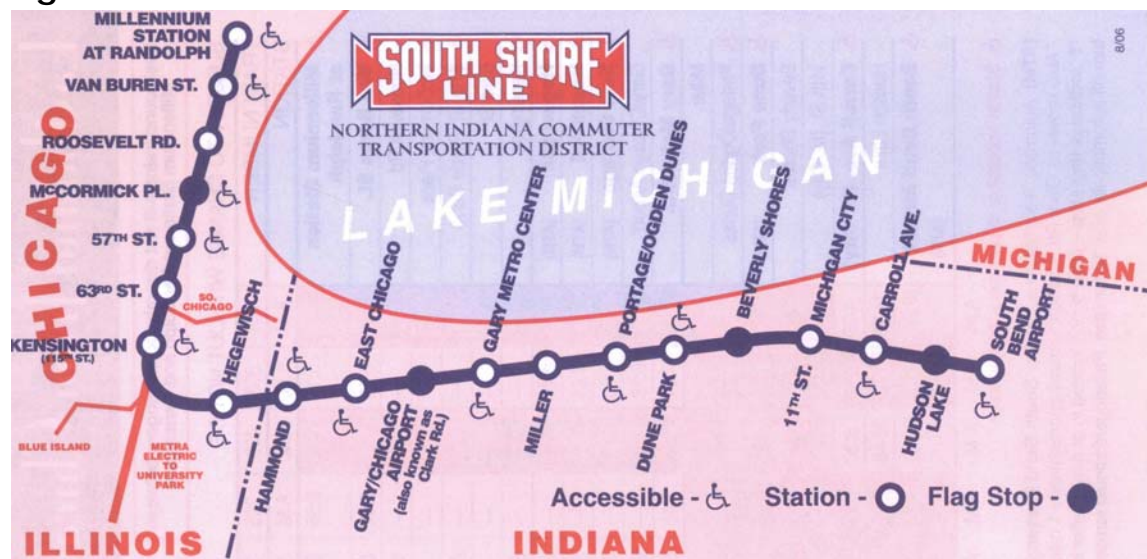 MILLENNIUM
STATION
AT RANDOLPH
VAN BUREN ST.
ROOSEVELT RD.
MCCORMICK PL.
57TH ST.
63RD ST.
KENSINGTON
(115TH ST.)
CHICAGO
SOUTH SHORE
LINE
NORTHERN INDIANA COMMUTER
TRANSPORTATION DISTRICT
LAKE MICHIGAN
8/06
SO.
CHICAGO
BLUE ISLAND
METRA
ELECTRIC
TO
UNIVERSITY
PARK
HEGEWISCH
HAMMOND
EAST CHICAGO
GARY/CHICAGO
AIRPORT
(also known as
Clark Rd.)
GARY METRO CENTER
MILLER
PORTAGE/OGDEN DUNES
DUNE PARK
BEVERLY SHORES
MICHIGAN CITY
11TH ST.
CARROLL AVE.
HUDSON
LAKE
SOUTH
BEND
AIRPORT
MICHIGAN
Accessible - Station - Flag Stop -
ILLINOIS
INDIANA